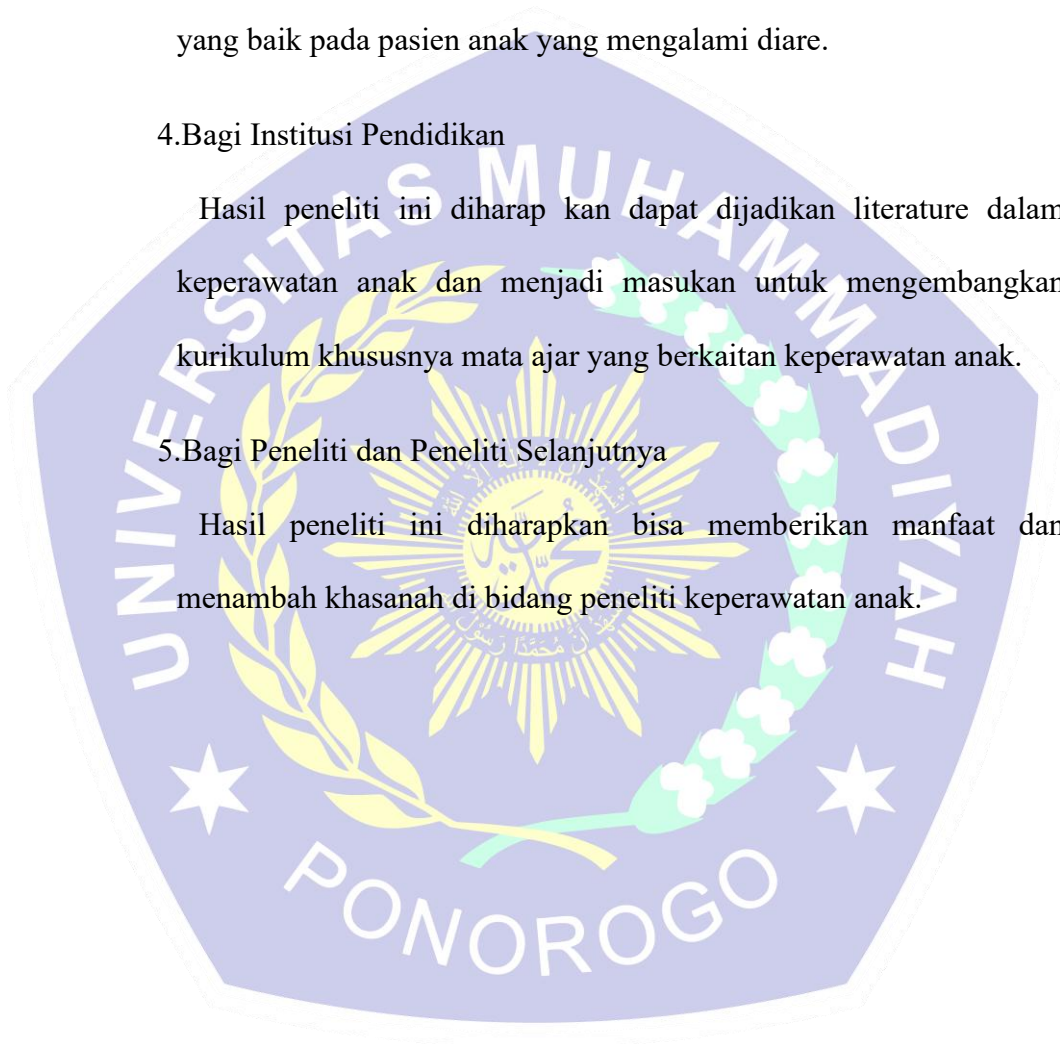 yang baik pada pasien anak yang mengalami diare.
4.Bagi Institusi Pendidikan
Hasil peneliti ini diharap kan dapat dijadikan literature dalam
keperawatan anak dan menjadi masukan untuk mengembangkan
kurikulum khususnya mata ajar yang berkaitan keperawatan anak.
5.Bagi Peneliti dan Peneliti Selanjutnya
Hasil peneliti ini diharapkan bisa memberikan manfaat dan
menambah khasanah di bidang peneliti keperawatan anak.
UNIVERSITAS MUHAMMADIYAH
PONOROGO